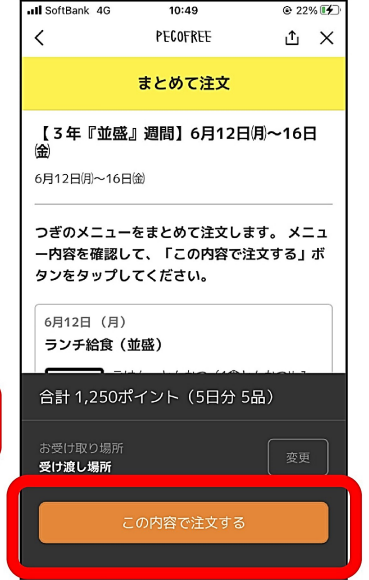 SoftBank 4G 10:49 22%
PECOFREE
まとめて注文
【３年『並盛』週間】6月12日㈪～16日
㈮
6月12日㈪～16日㈮
つぎのメニューをまとめて注文します。 メニュ
ー内容を確認して、「この内容で注文する」ボ
タンをタップしてください。
6月12日 （月）
ランチ給食（並盛）
合計 1,250ポイント（5日分 5品）
お受け取り場所
受け渡し場所
変更
この内容で注文する